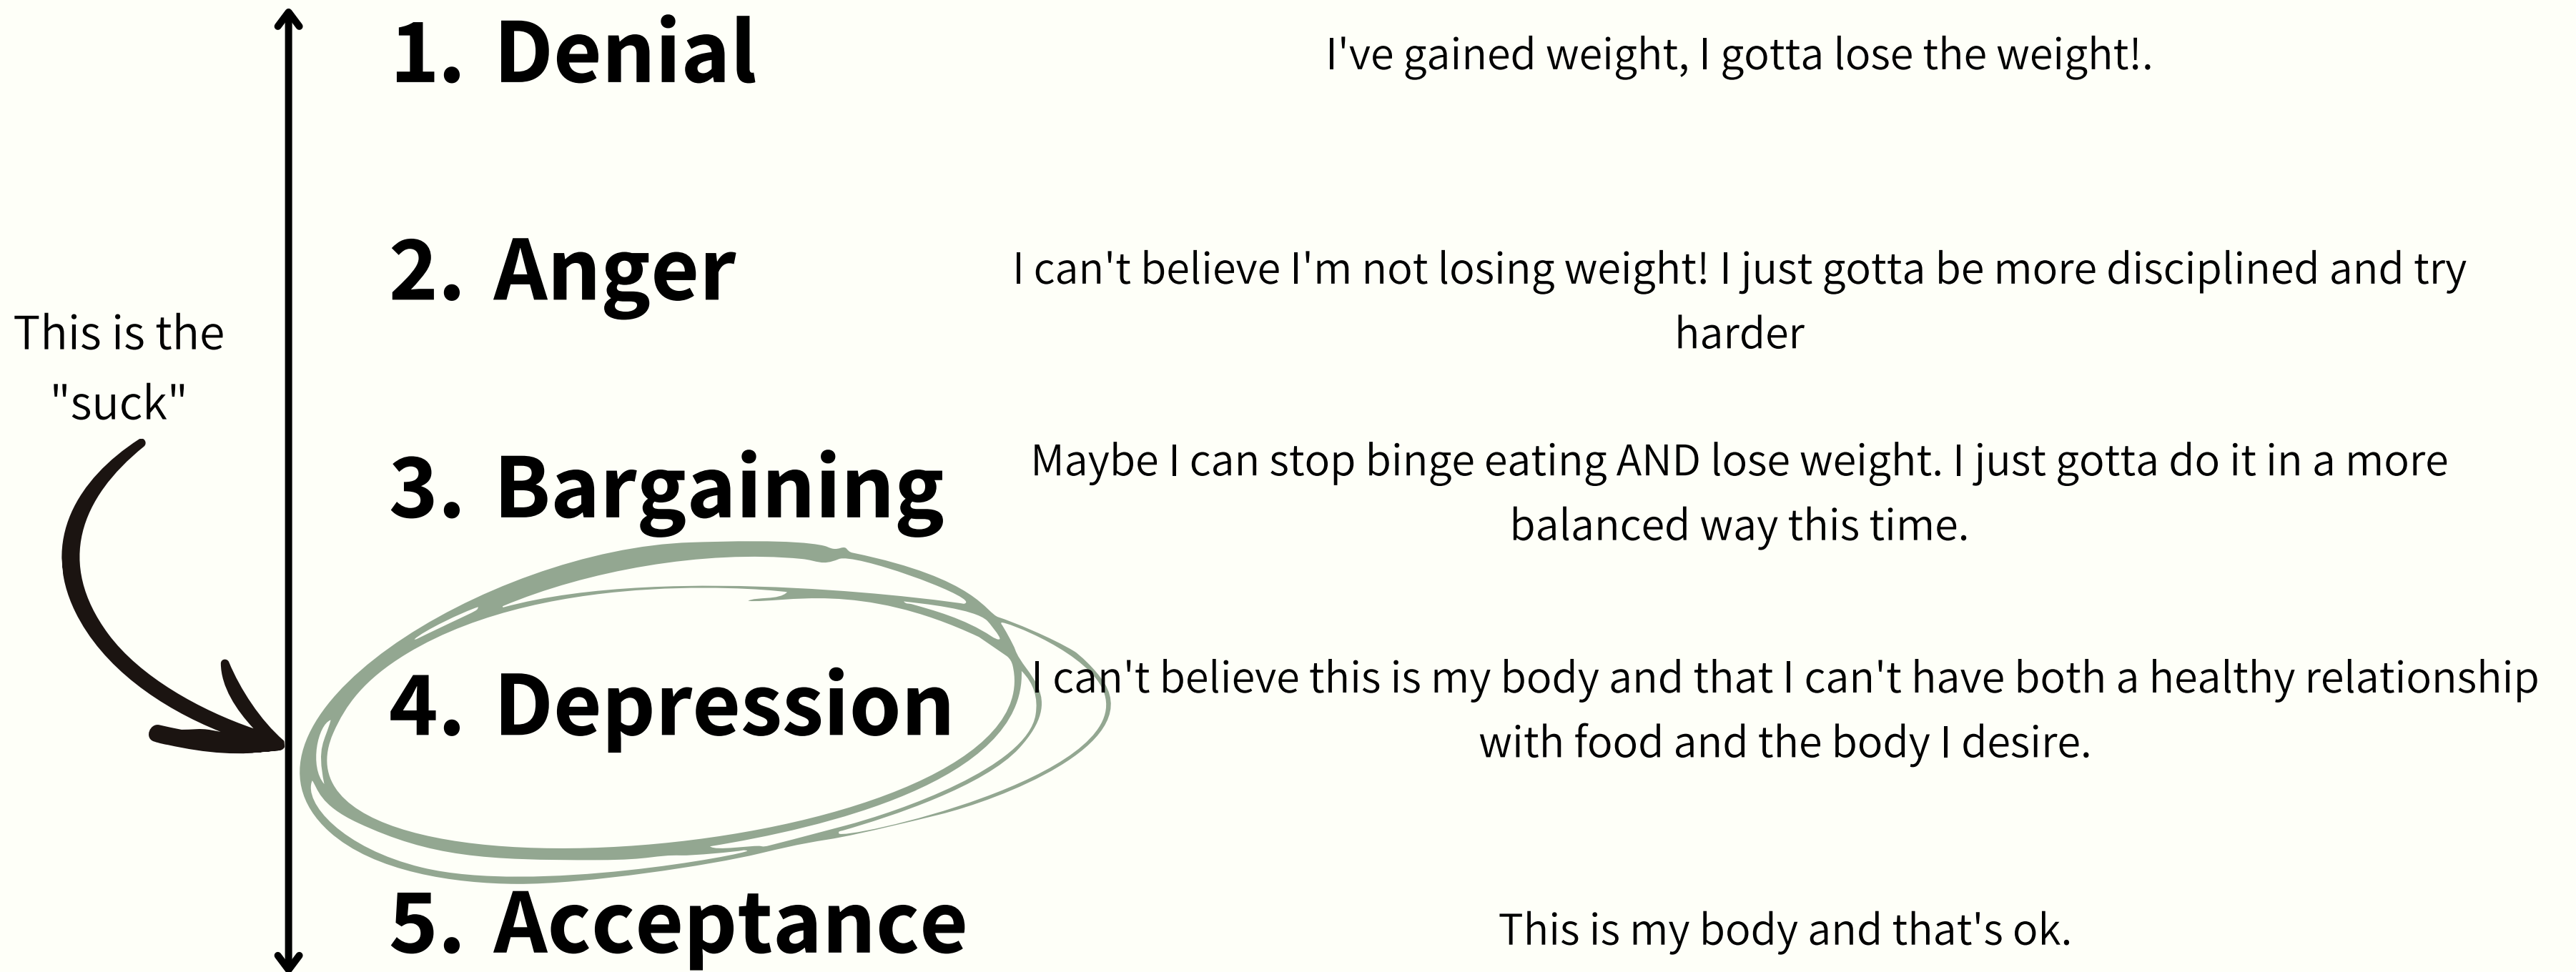 1. Denial
I've gained weight, I gotta lose the weight!.
2. Anger
I can't believe I'm not losing weight! I just gotta be more disciplined and try
harder
This is the
"suck"
3. Bargaining
Maybe I can stop binge eating AND lose weight. I just gotta do it in a more
balanced way this time.
4. Depression
I can't believe this is my body and that I can't have both a healthy relationship
with food and the body I desire.
5. Acceptance
This is my body and that's ok.